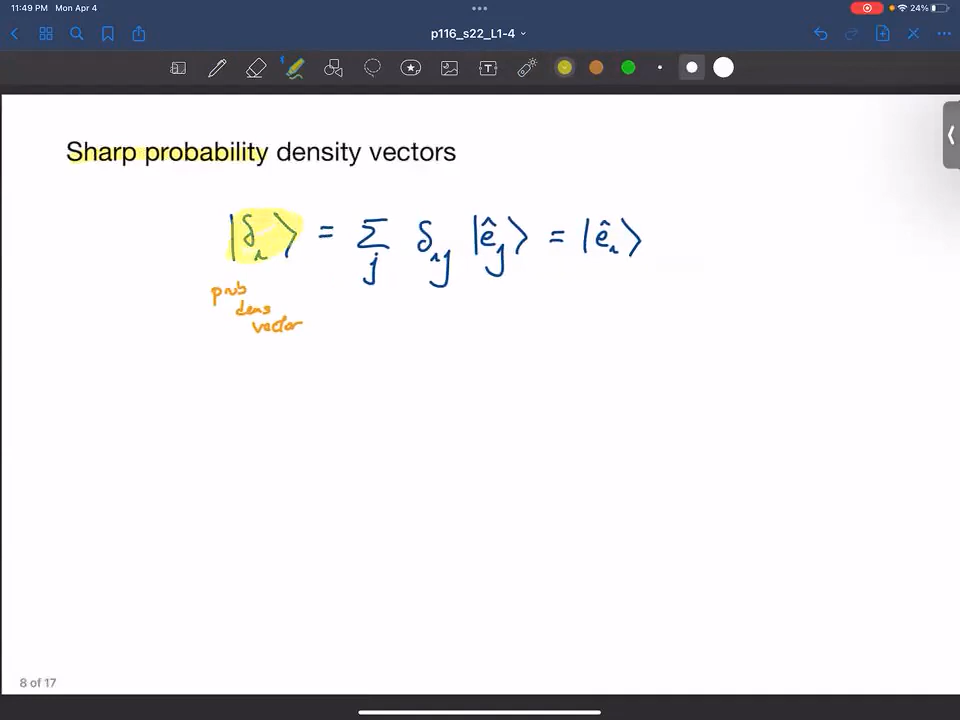 11:49 PM Mon Apr 4
24%
p116_s22_L1-4
Sharp probability density vectors
|δᵢ⟩ = Σⱼ δᵢⱼ |êⱼ⟩ = |êᵢ⟩
prob
dens
vector
8 of 17